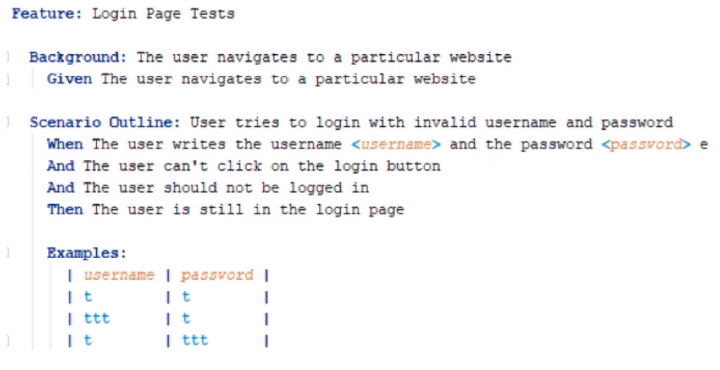 Feature: Login Page Tests
Background: The user navigates to a particular website
Given The user navigates to a particular website
Scenario Outline: User tries to login with invalid username and password
When The user writes the username <username> and the password <password> e
And The user can't click on the login button
And The user should not be logged in
Then The user is still in the login page
Examples:
| username | password |
| t | t |
| ttt | t |
| t | ttt |